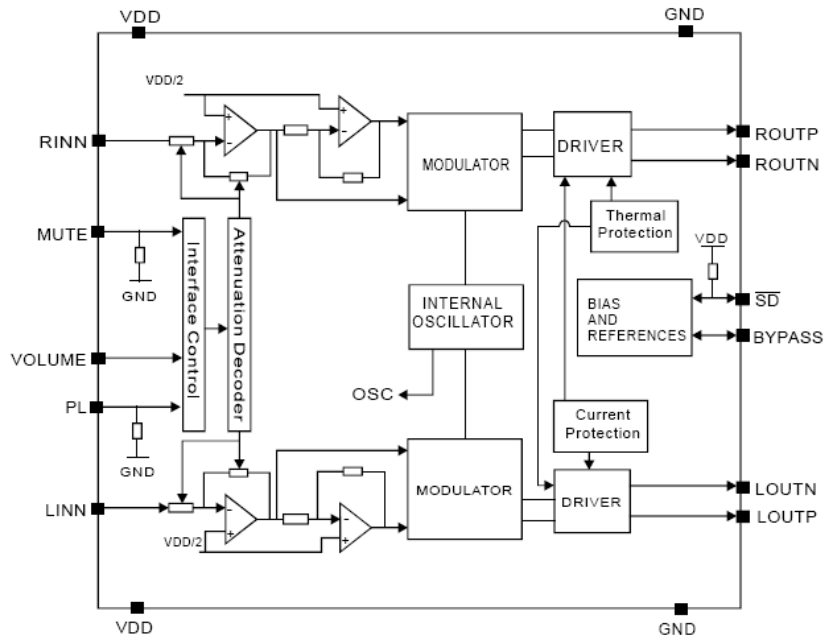 VDD
GND
VDD/2
RINN
MODULATOR
DRIVER
ROUTP
ROUTN
MUTE
GND
Interface Control
Attenuation Decoder
Thermal
Protection
VDD
INTERNAL
OSCILLATOR
BIAS
AND
REFERENCES
SD
BYPASS
VOLUME
OSC
PL
GND
Current
Protection
LINN
VDD/2
MODULATOR
DRIVER
LOUTN
LOUTP
VDD
GND